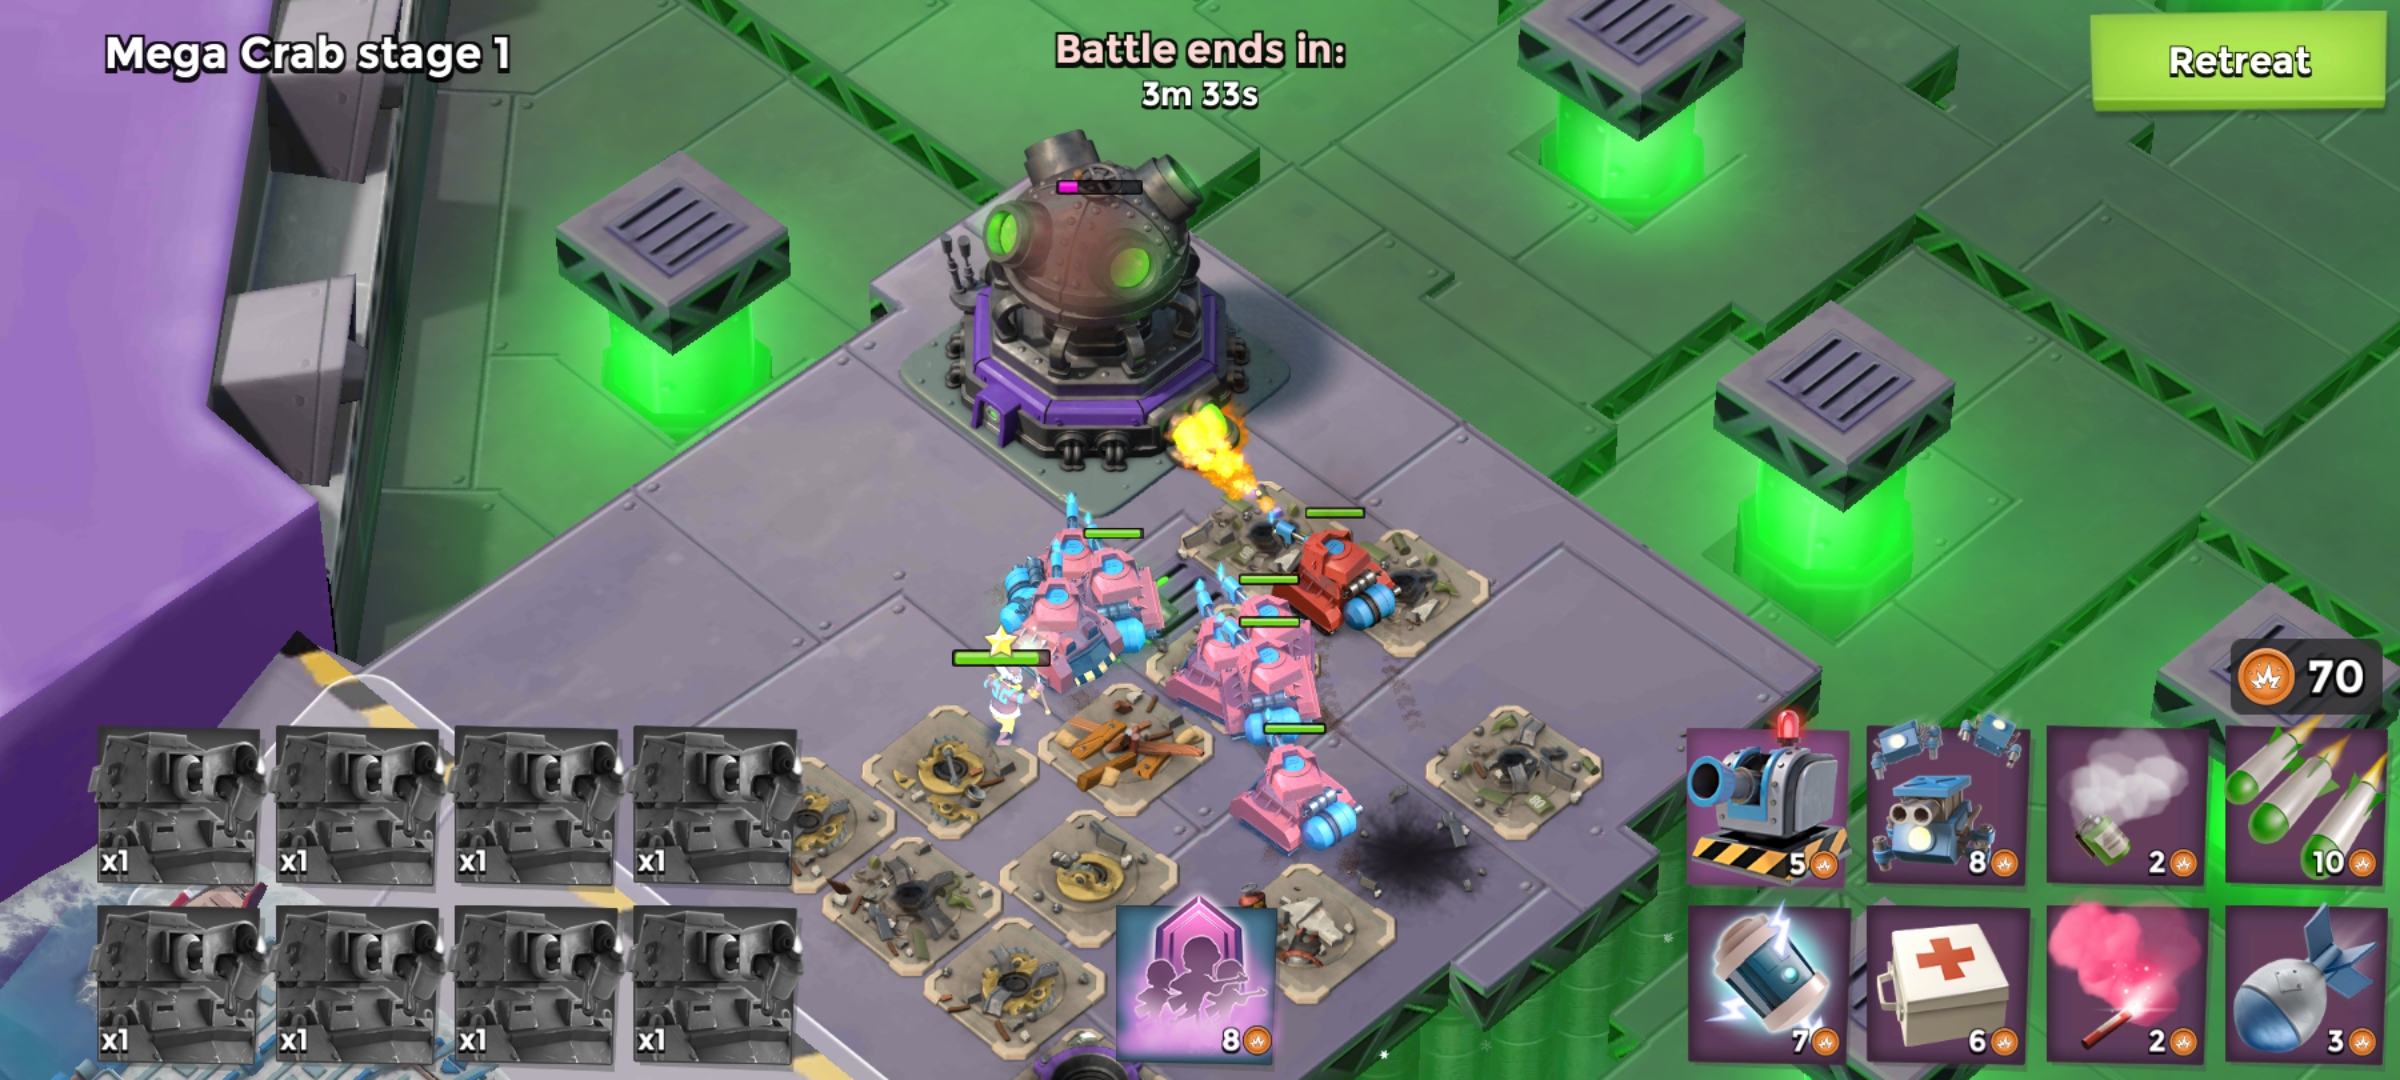 Mega Crab stage 1
Battle ends in:
3m 33s
Retreat
70
x1
x1
x1
x1
5
8
2
10
x1
x1
x1
x1
8
7
6
2
3